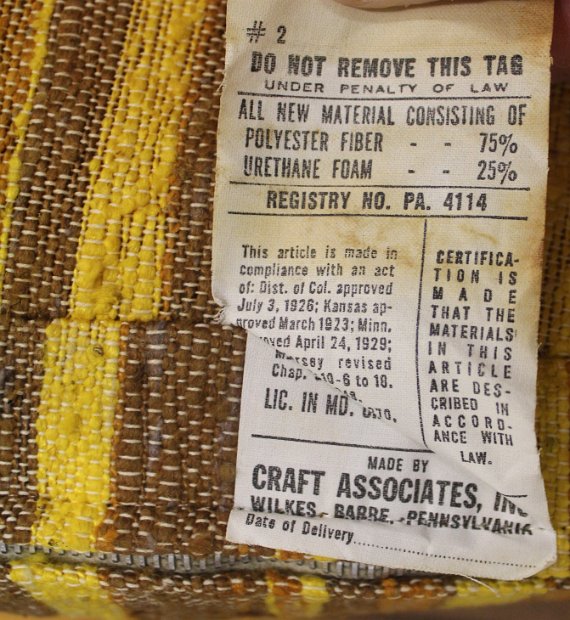 # 2
DO NOT REMOVE THIS TAG
UNDER PENALTY OF LAW
ALL NEW MATERIAL CONSISTING OF
POLYESTER FIBER - - 75%
URETHANE FOAM - - 25%
REGISTRY NO. PA. 4114
This article is made in
compliance with an act
of: Dist. of Col. approved
July 3, 1926; Kansas ap-
proved March 1923; Minn.
April 24, 1929;
revised
Chap. 6 to 18.
LIC. IN MD.
CERTIFICA-
TION IS
MADE
THAT THE
MATERIALS
IN THIS
ARTICLE
ARE DES-
CRIBED IN
ACCORD-
ANCE WITH
LAW.
MADE BY
CRAFT ASSOCIATES,
WILKES - BARRE, PENNSYLVANIA
Date of Delivery